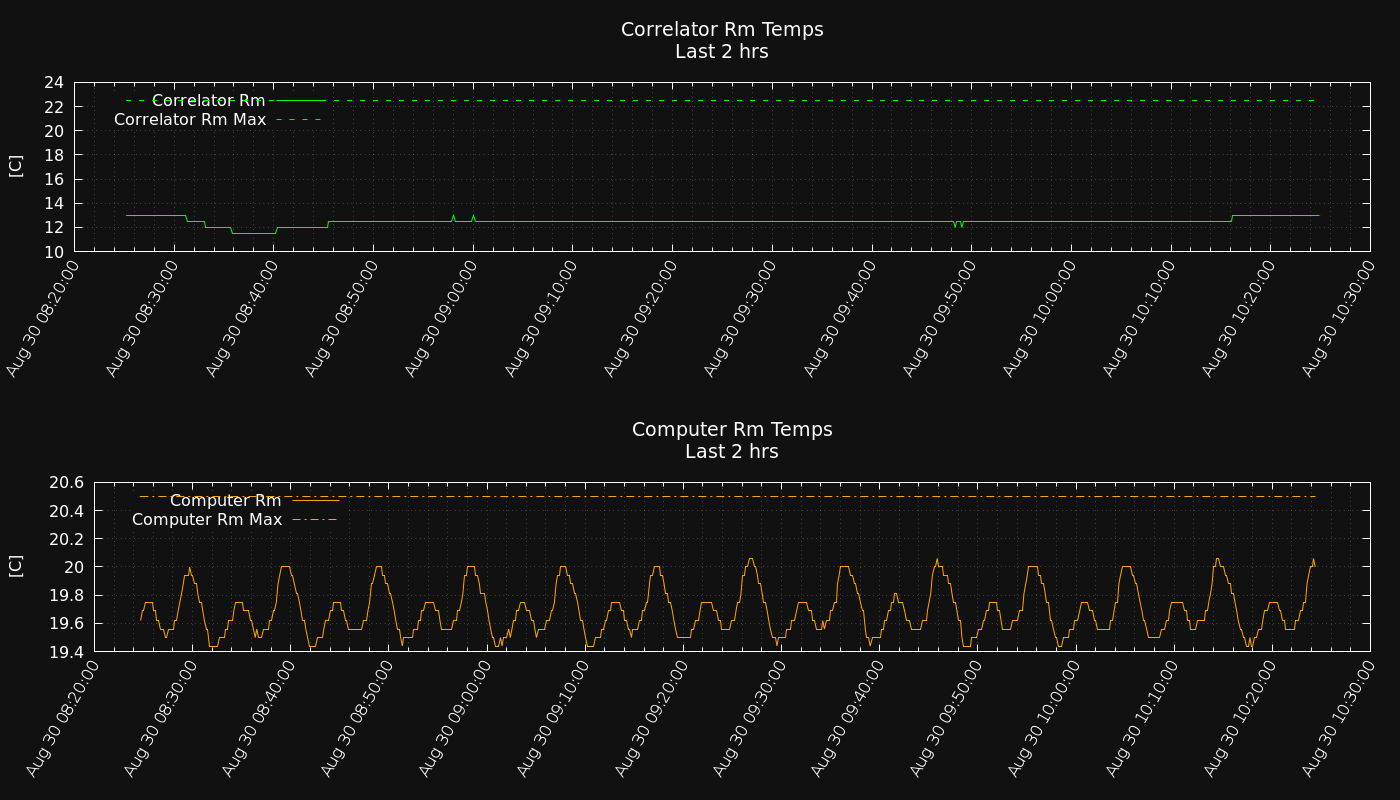 Correlator Rm Temps
Last 2 hrs
24
22
20
18
16
14
12
10
[C]
Correlator Rm
Correlator Rm Max
Aug 30 08:20:00
Aug 30 08:30:00
Aug 30 08:40:00
Aug 30 08:50:00
Aug 30 09:00:00
Aug 30 09:10:00
Aug 30 09:20:00
Aug 30 09:30:00
Aug 30 09:40:00
Aug 30 09:50:00
Aug 30 10:00:00
Aug 30 10:10:00
Aug 30 10:20:00
Aug 30 10:30:00
Computer Rm Temps
Last 2 hrs
20.6
20.4
20.2
20
19.8
19.6
19.4
[C]
Computer Rm
Computer Rm Max
Aug 30 08:20:00
Aug 30 08:30:00
Aug 30 08:40:00
Aug 30 08:50:00
Aug 30 09:00:00
Aug 30 09:10:00
Aug 30 09:20:00
Aug 30 09:30:00
Aug 30 09:40:00
Aug 30 09:50:00
Aug 30 10:00:00
Aug 30 10:10:00
Aug 30 10:20:00
Aug 30 10:30:00